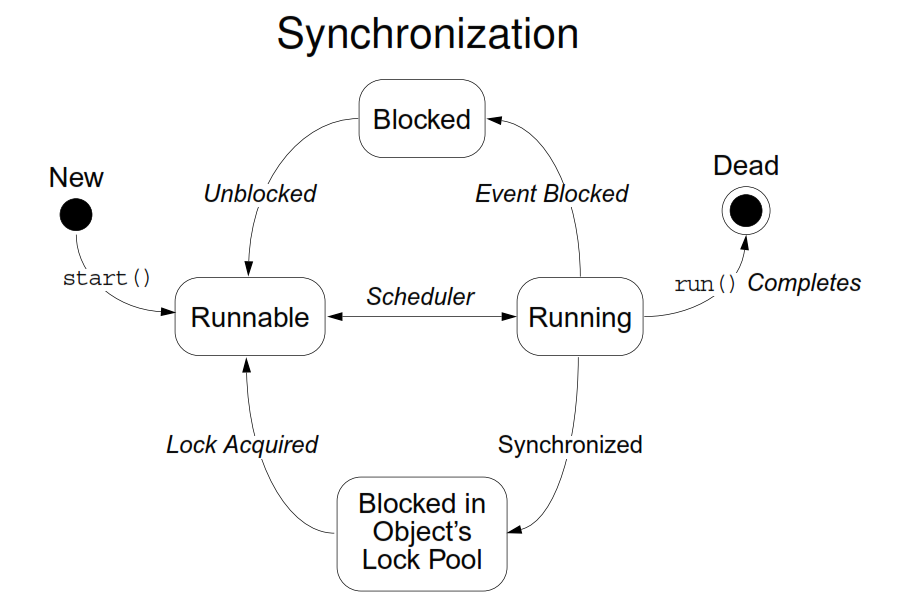 Synchronization
Blocked
New
Dead
Unblocked
Event Blocked
start()
run() Completes
Scheduler
Runnable
Running
Lock Acquired
Synchronized
Blocked in
Object’s
Lock Pool